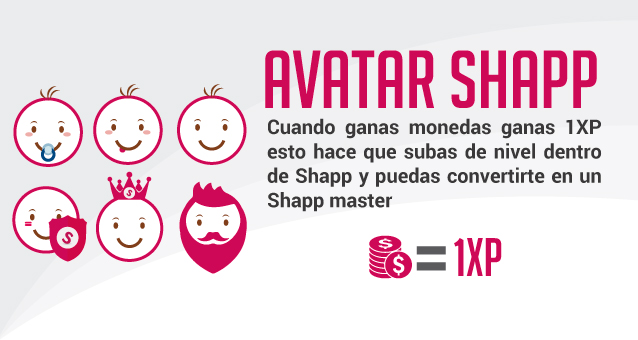 AVATAR SHAPP
Cuando ganas monedas ganas 1XP
esto hace que subas de nivel dentro
de Shapp y puedas convertirte en un
Shapp master
$ $ = 1XP
S
$